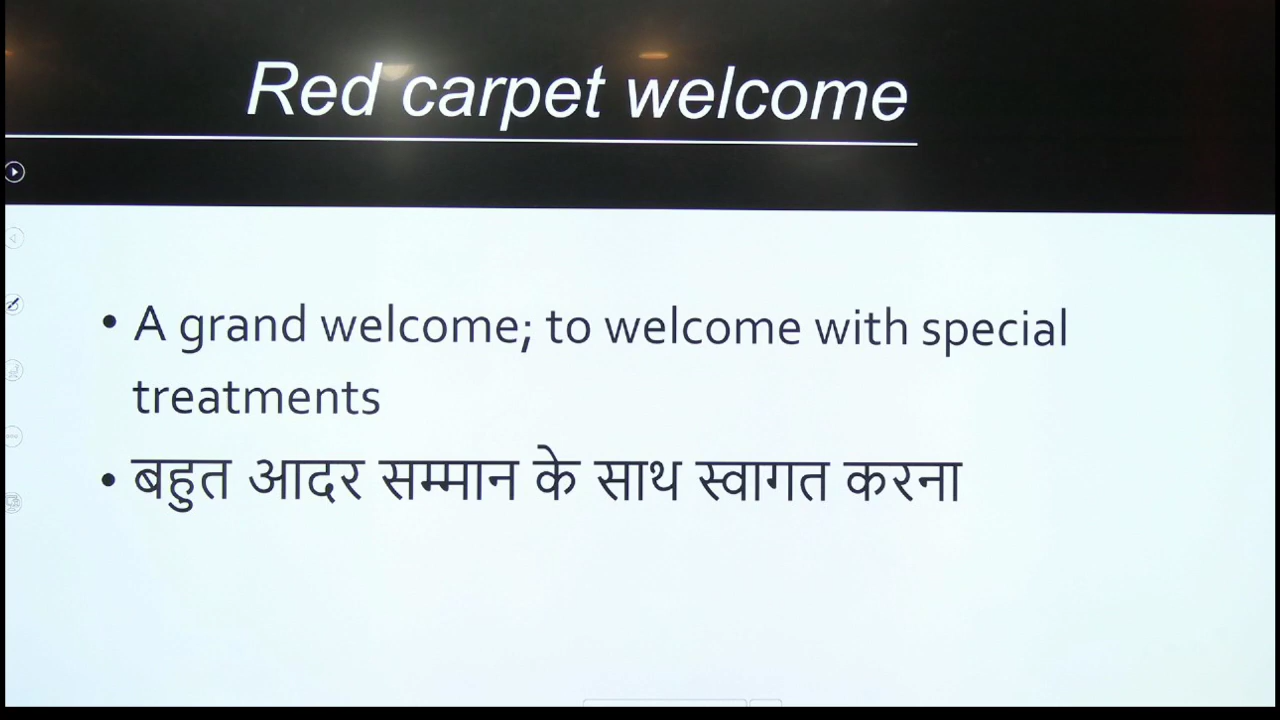 Red carpet welcome
• A grand welcome; to welcome with special
treatments
• बहुत आदर सम्मान के साथ स्वागत करना